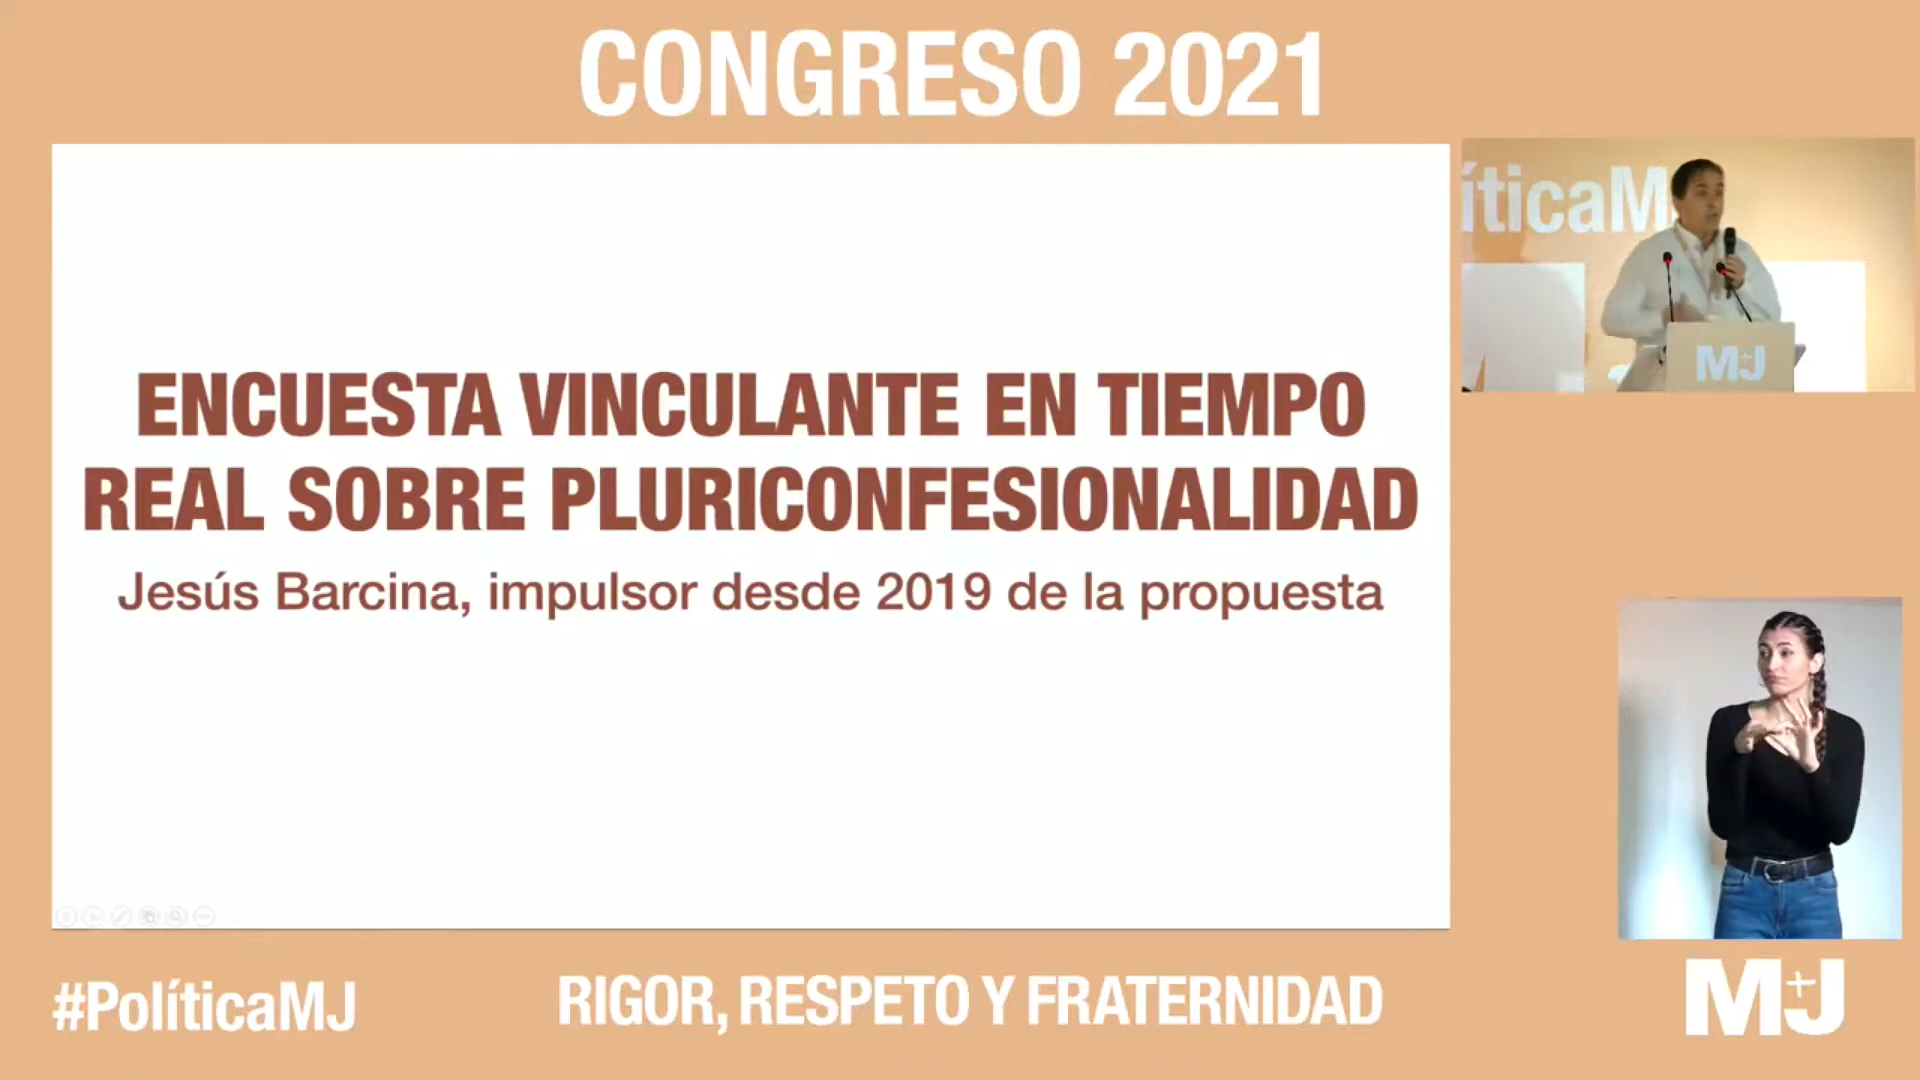 CONGRESO 2021
íticaM
M+J
ENCUESTA VINCULANTE EN TIEMPO
REAL SOBRE PLURICONFESIONALIDAD
Jesús Barcina, impulsor desde 2019 de la propuesta
#PolíticaMJ
RIGOR, RESPETO Y FRATERNIDAD
M+J